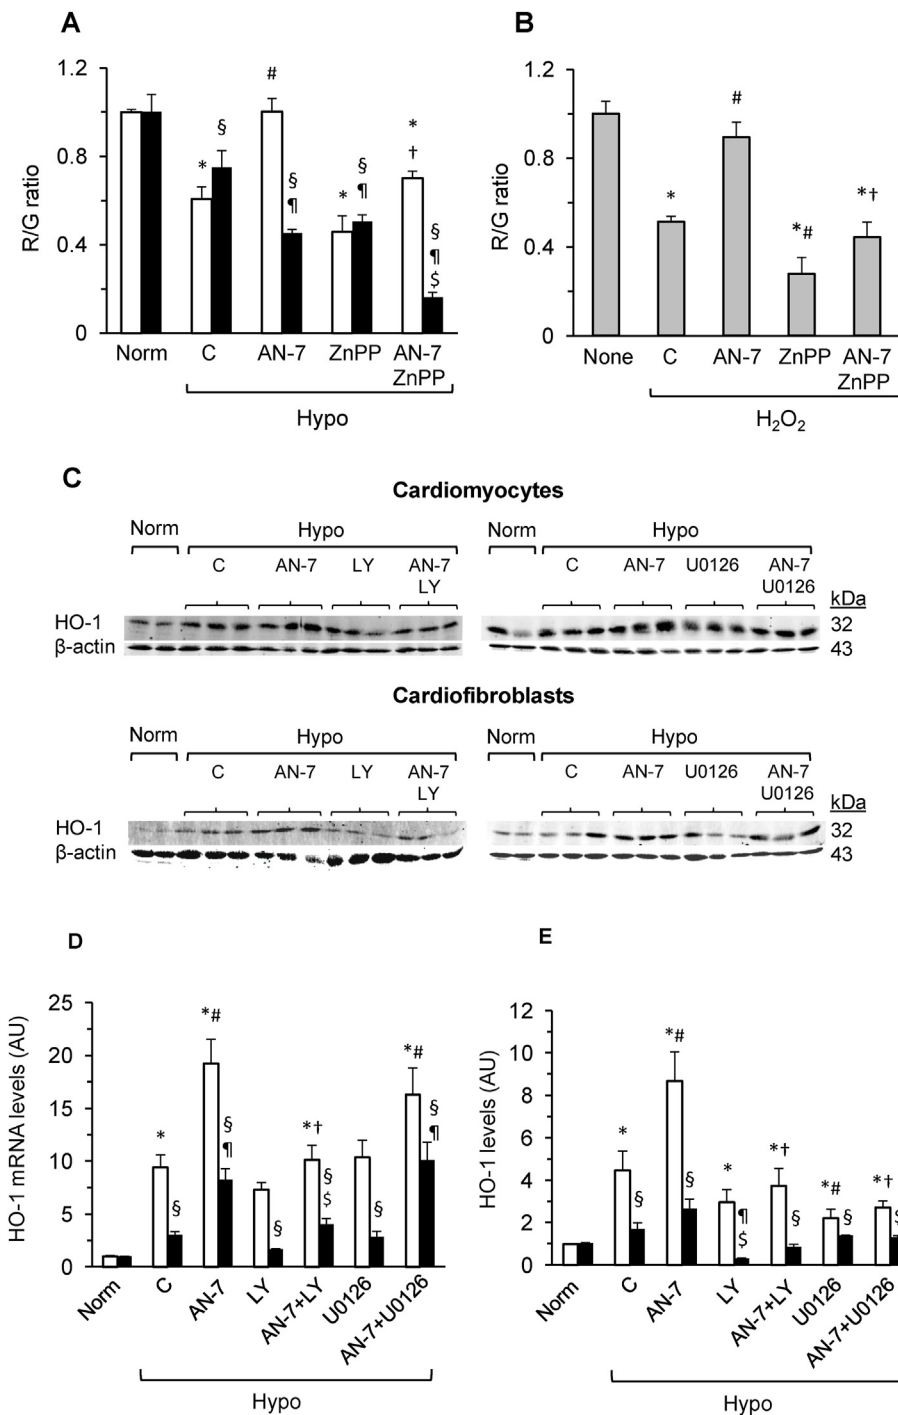 A
1.2
0.8
0.4
0
R/G ratio
*
§
#
§
¶
*
§
¶
*
†
§
¶
$
Norm
C
AN-7
ZnPP
AN-7
ZnPP
Hypo
B
1.2
0.8
0.4
0
R/G ratio
*
#
*#
*†
None
C
AN-7
ZnPP
AN-7
ZnPP
H₂O₂
C
Cardiomyocytes
Norm
Hypo
C
AN-7
LY
AN-7
LY
Norm
Hypo
C
AN-7
U0126
AN-7
U0126
kDa
HO-1
32
β-actin
43
Cardiofibroblasts
Norm
Hypo
C
AN-7
LY
AN-7
LY
Norm
Hypo
C
AN-7
U0126
AN-7
U0126
kDa
HO-1
32
β-actin
43
D
25
20
15
10
5
0
HO-1 mRNA levels (AU)
*
§
*#
§
¶
§
*†
§
$
§
*#
§
¶
Norm
C
AN-7
LY
AN-7+LY
U0126
AN-7+U0126
Hypo
E
12
10
8
6
4
2
0
HO-1 levels (AU)
*
§
*#
§
*
¶
$
*†
§
*#
§
*†
Norm
C
AN-7
LY
AN-7+LY
U0126
AN-7+U0126
Hypo